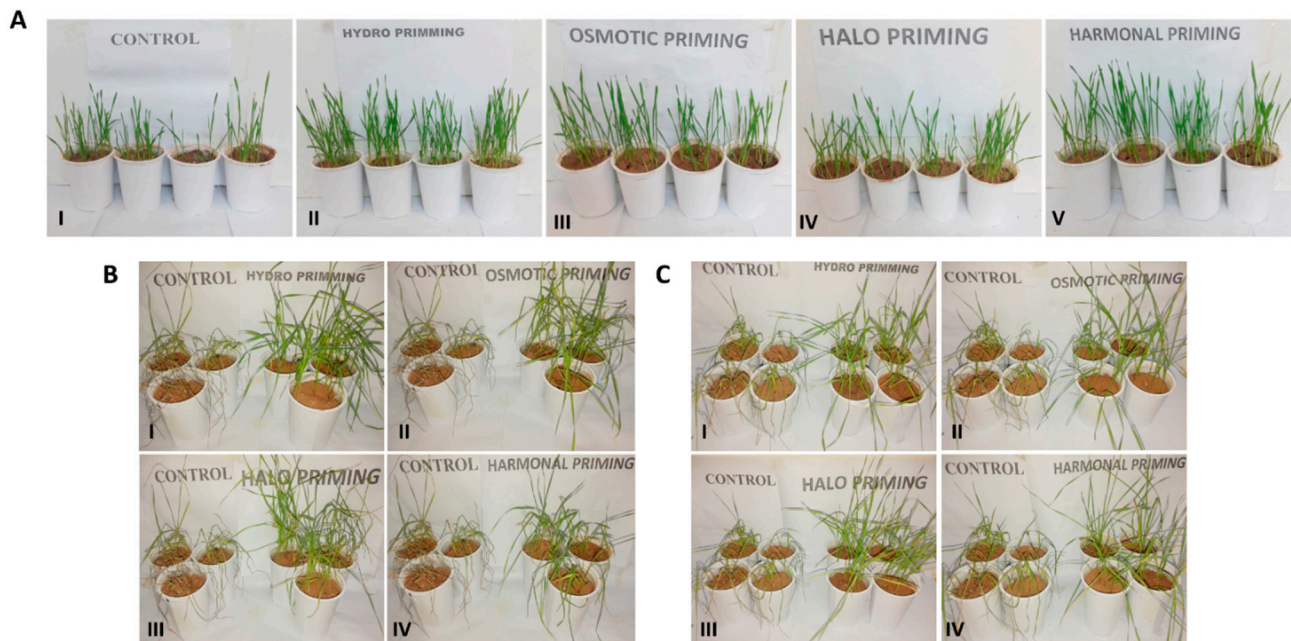 A
CONTROL
I
HYDRO PRIMMING
II
OSMOTIC PRIMING
III
HALO PRIMING
IV
HARMONAL PRIMING
V
B
CONTROL
HYDRO PRIMMING
I
CONTROL
OSMOTIC PRIMING
II
CONTROL
HALO PRIMING
III
CONTROL
HARMONAL PRIMING
IV
C
CONTROL
HYDRO PRIMMING
I
CONTROL
OSMOTIC PRIMING
II
CONTROL
HALO PRIMING
III
CONTROL
HARMONAL PRIMING
IV